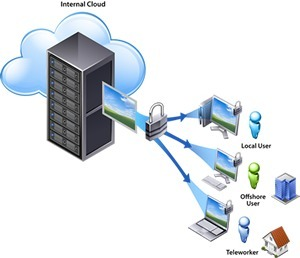 Internal Cloud
Local User
Offshore
User
Teleworker